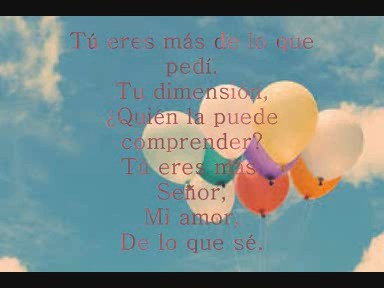 Tú eres más de lo que
pedí.
Tu dimensión,
¿Quién la puede
comprender?
Tú eres más
Señor,
Mi amor,
De lo que sé.